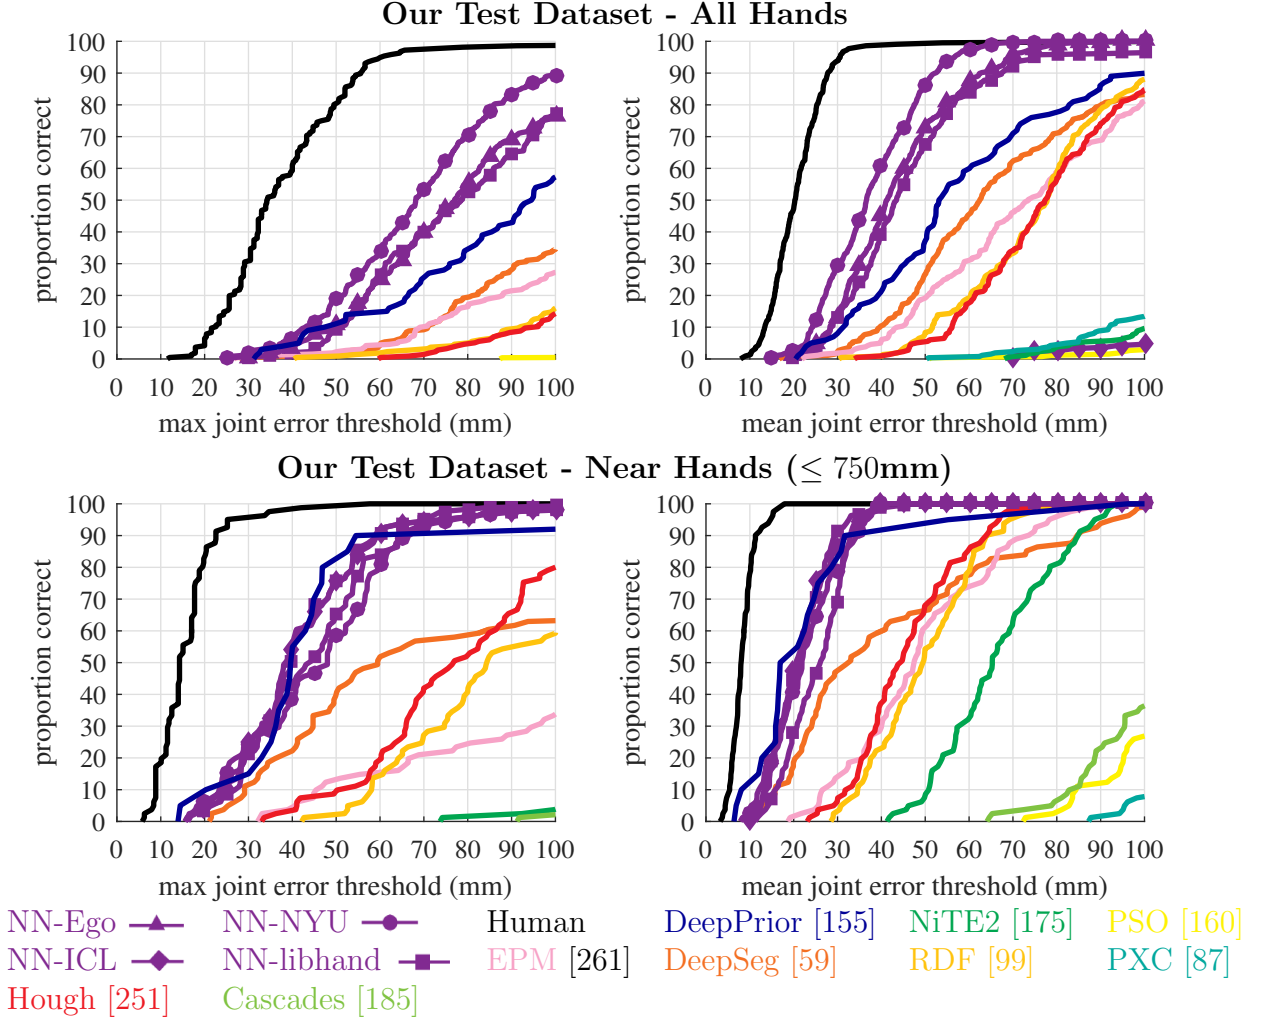 Our Test Dataset - All Hands
proportion correct
100
90
80
70
60
50
40
30
20
10
0
0 10 20 30 40 50 60 70 80 90 100
max joint error threshold (mm)
proportion correct
100
90
80
70
60
50
40
30
20
10
0
0 10 20 30 40 50 60 70 80 90 100
mean joint error threshold (mm)
Our Test Dataset - Near Hands (≤ 750mm)
proportion correct
100
90
80
70
60
50
40
30
20
10
0
0 10 20 30 40 50 60 70 80 90 100
max joint error threshold (mm)
proportion correct
100
90
80
70
60
50
40
30
20
10
0
0 10 20 30 40 50 60 70 80 90 100
mean joint error threshold (mm)
NN-Ego NN-NYU Human DeepPrior [155] NiTE2 [175] PSO [160]
NN-ICL NN-libhand EPM [261] DeepSeg [59] RDF [99] PXC [87]
Hough [251] Cascades [185]